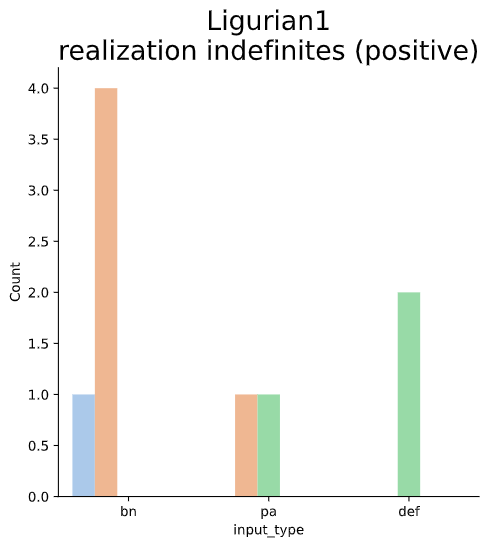 Ligurian1
realization indefinites (positive)
4.0
3.5
3.0
2.5
2.0
1.5
1.0
0.5
0.0
Count
bn
pa
def
input_type